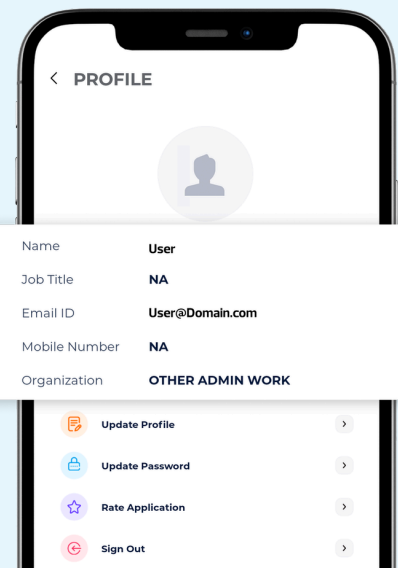 PROFILE
Name User
Job Title NA
Email ID User@Domain.com
Mobile Number NA
Organization OTHER ADMIN WORK
Update Profile
Update Password
Rate Application
Sign Out